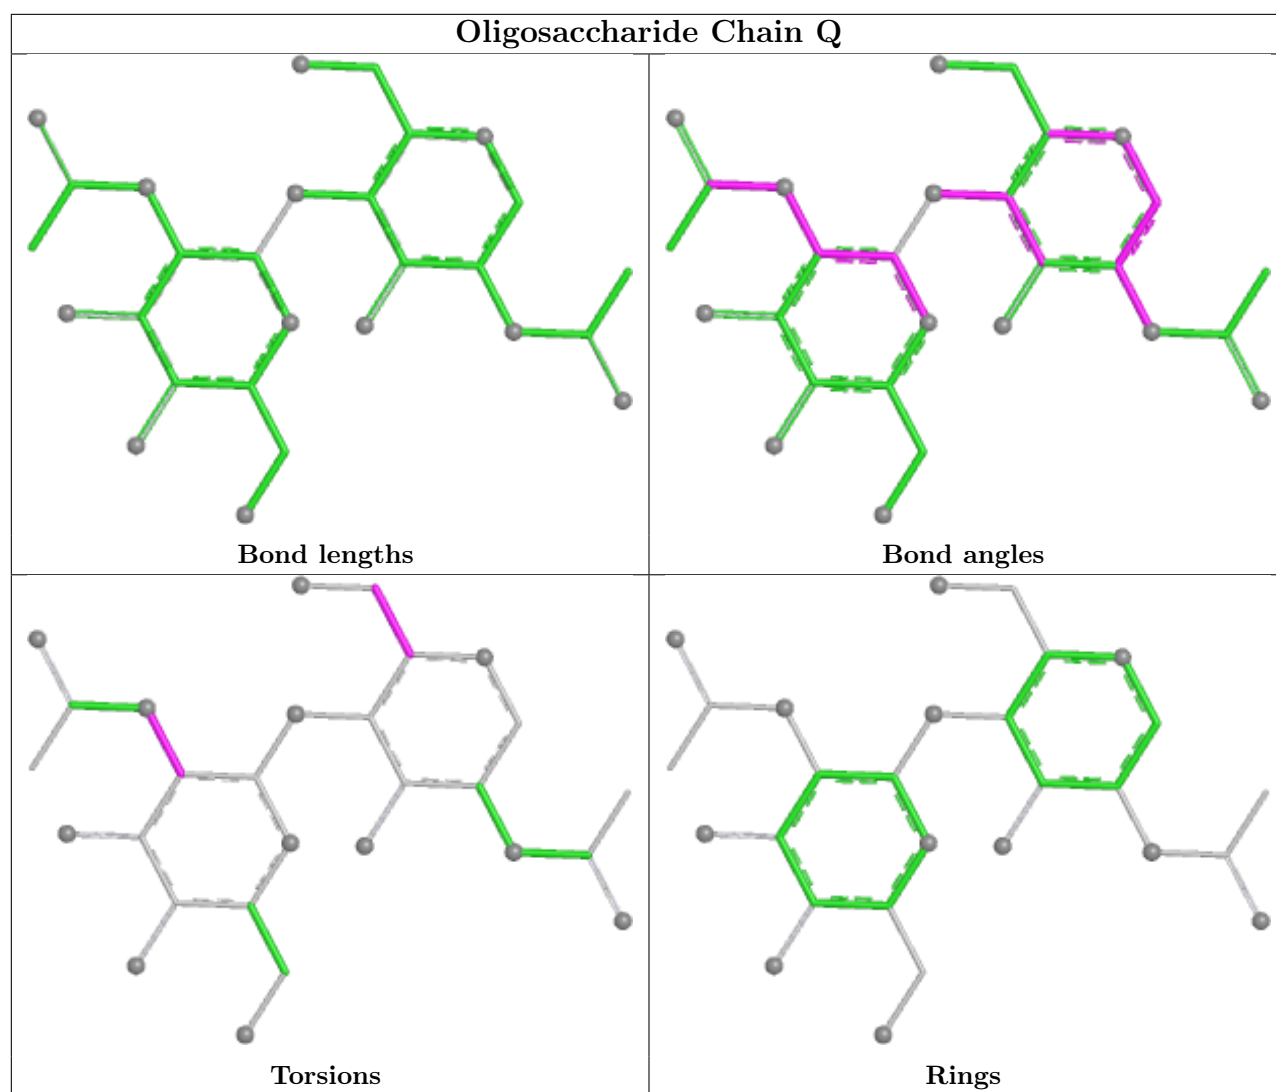 Oligosaccharide Chain Q
Bond lengths
Bond angles
Torsions
Rings